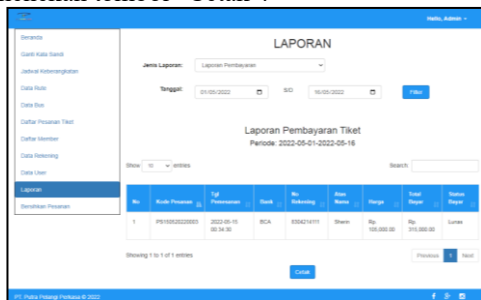 Hallo, Admin
Beranda
Ganti Kata Sandi
Jadwal Keberangkatan
Data Rute
Data Bus
Daftar Pesanan Tiket
Daftar Member
Data Rekening
Data User
Laporan
Bersihkan Pesanan
LAPORAN
Jenis Laporan: Laporan Pembayaran
Tanggal: 01/05/2022 S/D 16/05/2022 Filter
Laporan Pembayaran Tiket
Periode: 2022-05-01-2022-05-16
Show 10 entries Search:
No Kode Pesanan Tgl Pemesanan Bank No Rekening Atas Nama Harga Total Bayar Status Bayar
1 2022-05-15 00:34:30 BCA Sherin Rp. 105.000.00 Rp. 315.000.00 Lunas
Showing 1 to 1 of 1 entries Previous 1 Next
Cetak
PT. Putra Pelangi Perkasa © 2022